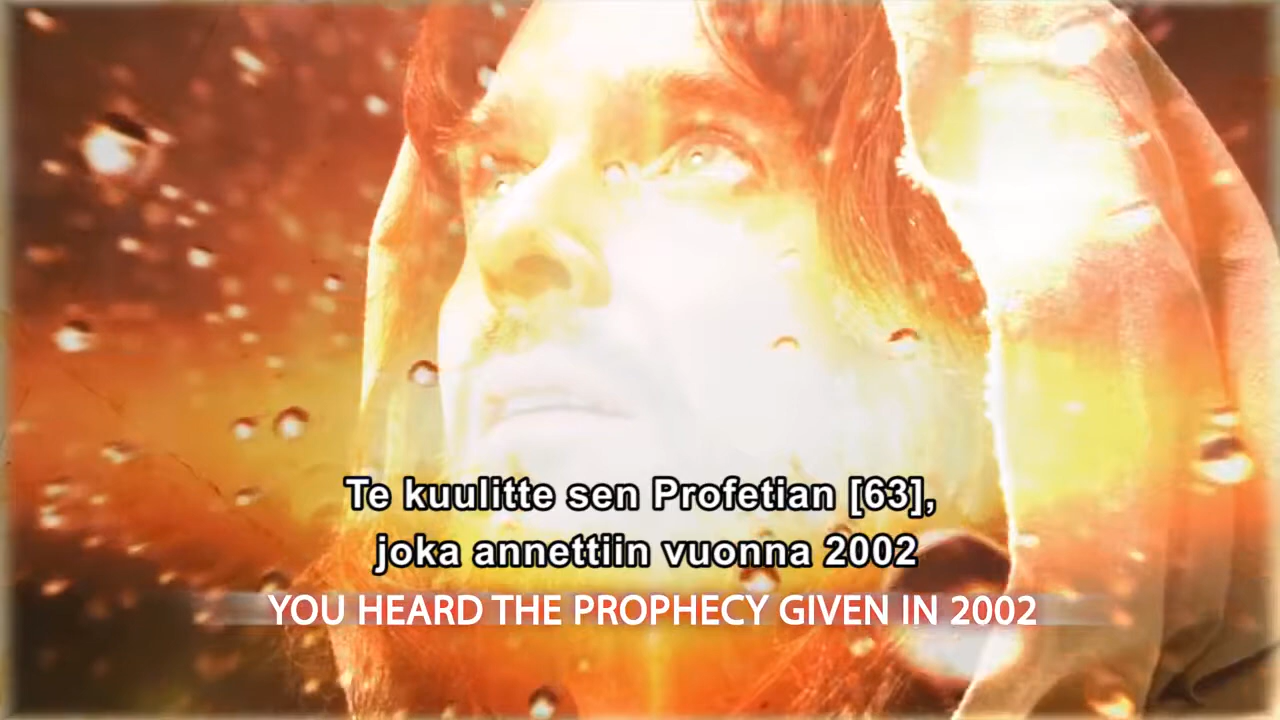 Te kuulitte sen Profetian [63],
joka annettiin vuonna 2002
YOU HEARD THE PROPHECY GIVEN IN 2002